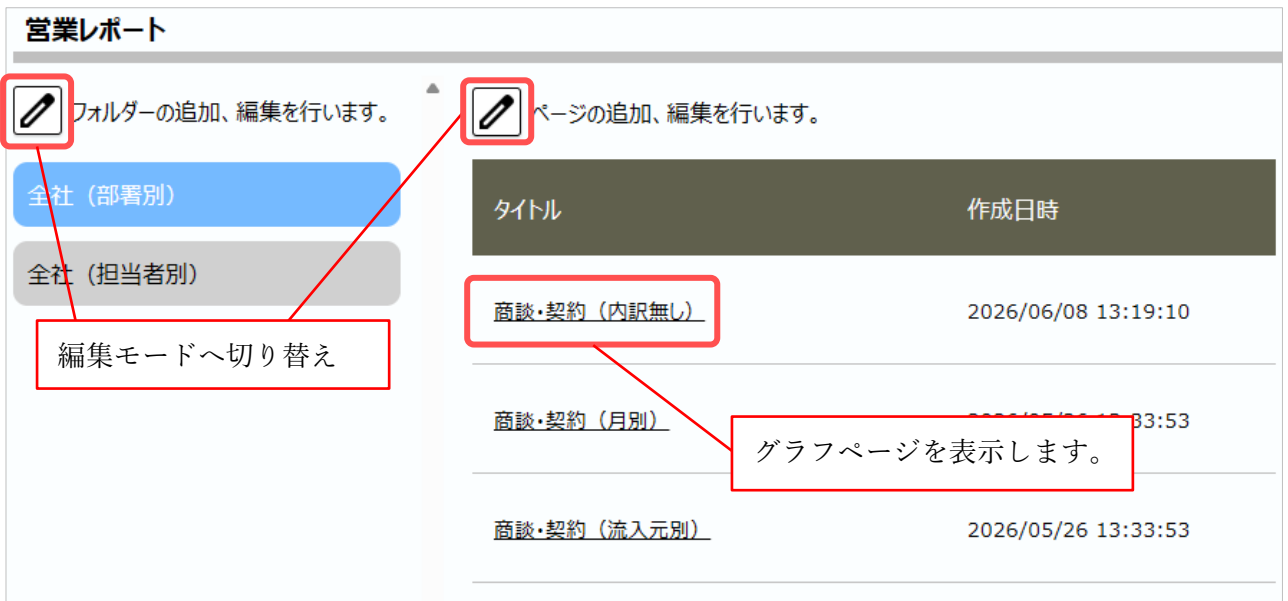 営業レポート
フォルダーの追加、編集を行います。
ページの追加、編集を行います。
全社（部署別）
全社（担当者別）
編集モードへ切り替え
タイトル 作成日時
商談・契約（内訳無し） 2026/06/08 13:19:10
商談・契約（月別） 33:53
グラフページを表示します。
商談・契約（流入元別） 2026/05/26 13:33:53